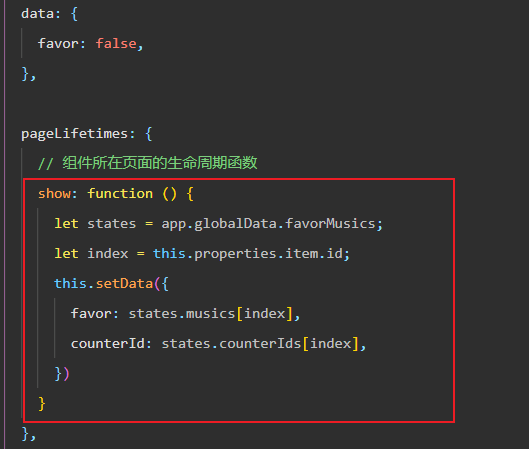 data: {
favor: false,
},
pageLifetimes: {
// 组件所在页面的生命周期函数
show: function () {
let states = app.globalData.favorMusics;
let index = this.properties.item.id;
this.setData({
favor: states.musics[index],
counterId: states.counterIds[index],
})
}
},